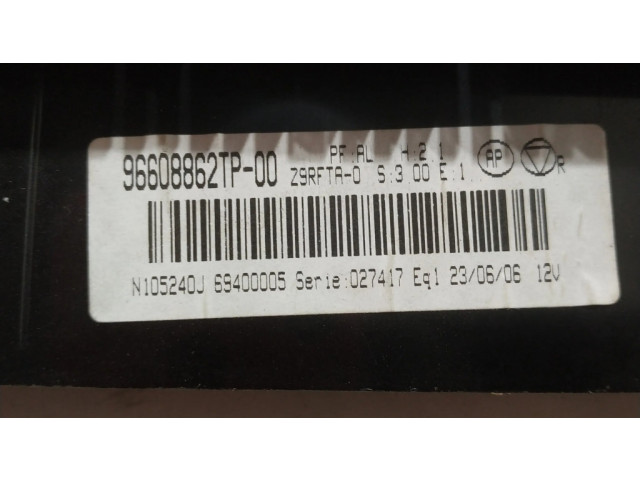 PF:AL H:2.1
96608862TP-00 Z9RFTA-0 S:3.00 E:1.. AP R
N105240J 69400005 Serie:027417 Eq1 23/06/06 12V